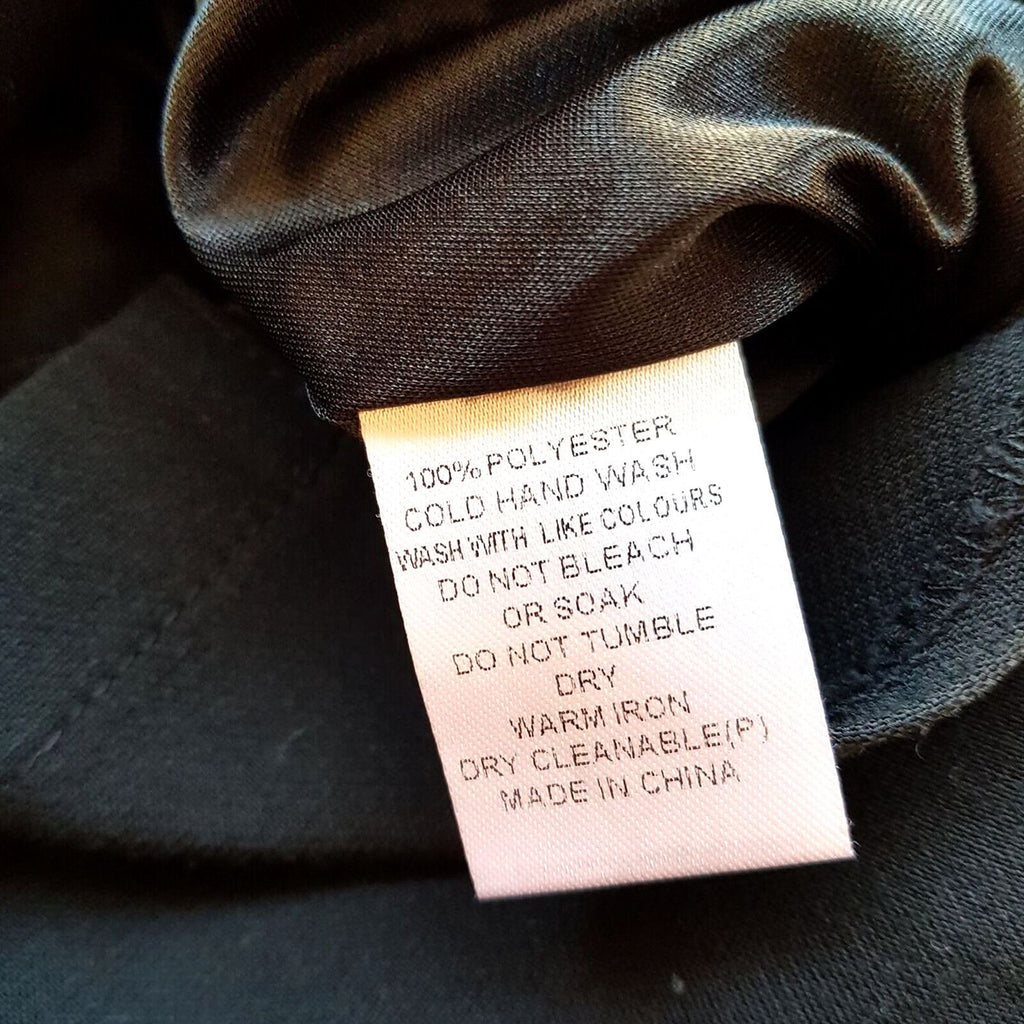 100% POLYESTER
COLD HAND WASH
WASH WITH LIKE COLOURS
DO NOT BLEACH
OR SOAK
DO NOT TUMBLE
DRY
WARM IRON
DRY CLEANABLE(P)
MADE IN CHINA